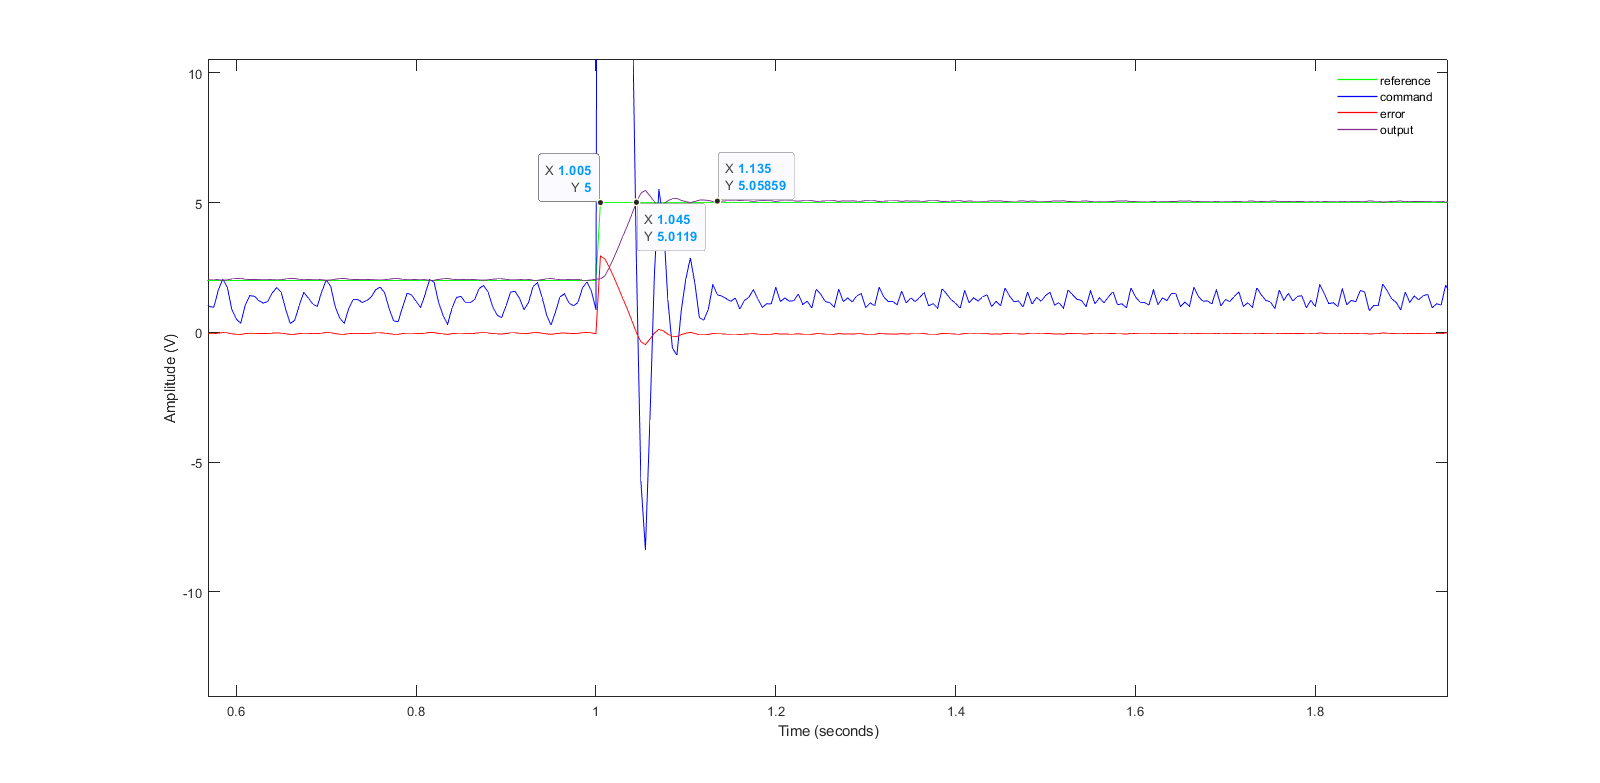 10
5
0
-5
-10
Amplitude (V)
0.6
0.8
1
1.2
1.4
1.6
1.8
Time (seconds)
reference
command
error
output
X 1.005
Y 5
X 1.045
Y 5.0119
X 1.135
Y 5.05859